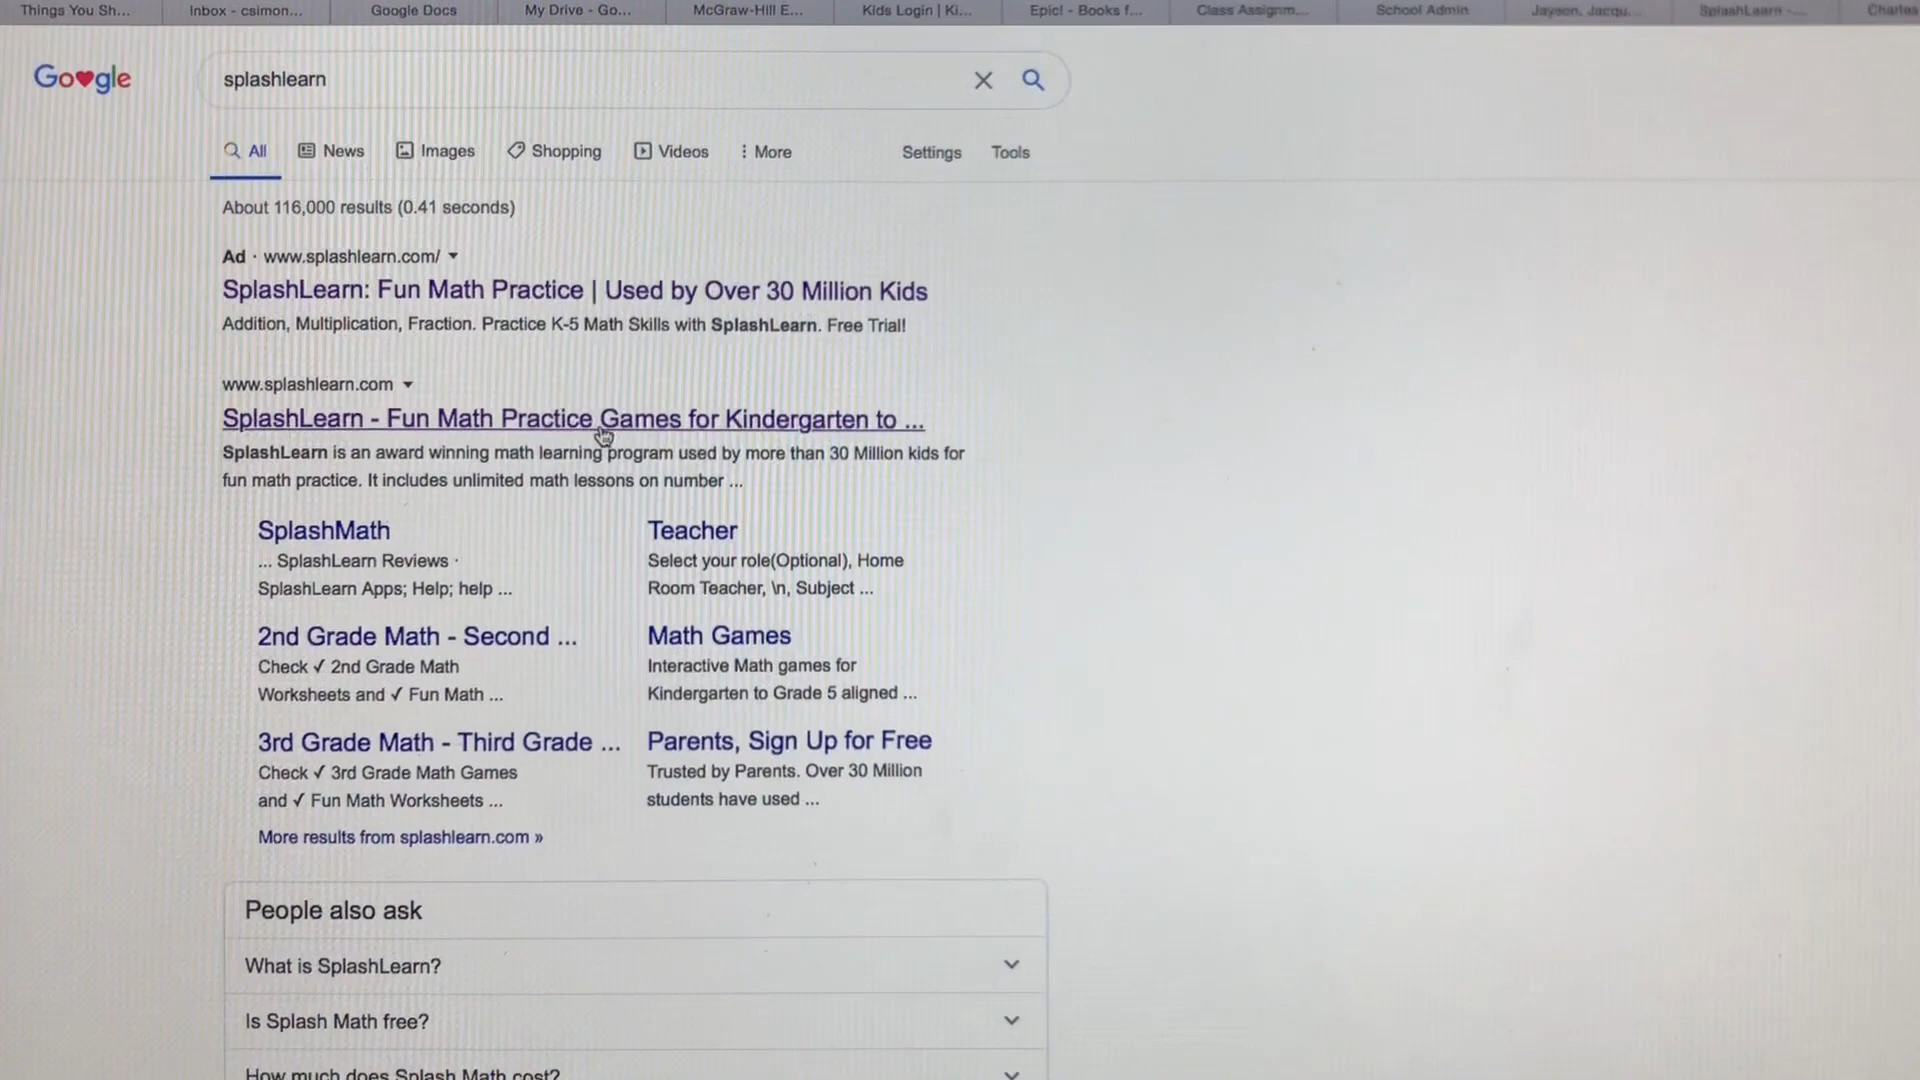 Things You Sh...
Inbox - csimon...
Google Docs
My Drive - Go...
McGraw-Hill E...
Kids Login | Ki...
Epic! - Books f...
Class Assignm...
School Admin
Jayson, Jacqu...
SplashLearn -...
Charles
Google
splashlearn
All
News
Images
Shopping
Videos
More
Settings
Tools
About 116,000 results (0.41 seconds)
Ad · www.splashlearn.com/
SplashLearn: Fun Math Practice | Used by Over 30 Million Kids
Addition, Multiplication, Fraction. Practice K-5 Math Skills with SplashLearn. Free Trial!
www.splashlearn.com
SplashLearn - Fun Math Practice Games for Kindergarten to ...
SplashLearn is an award winning math learning program used by more than 30 Million kids for
fun math practice. It includes unlimited math lessons on number ...
SplashMath
... SplashLearn Reviews ·
SplashLearn Apps; Help; help ...
Teacher
Select your role(Optional), Home
Room Teacher, \n, Subject ...
2nd Grade Math - Second ...
Check ✓ 2nd Grade Math
Worksheets and ✓ Fun Math ...
Math Games
Interactive Math games for
Kindergarten to Grade 5 aligned ...
3rd Grade Math - Third Grade ...
Check ✓ 3rd Grade Math Games
and ✓ Fun Math Worksheets ...
Parents, Sign Up for Free
Trusted by Parents. Over 30 Million
students have used ...
More results from splashlearn.com »
People also ask
What is SplashLearn?
Is Splash Math free?
How much does Splash Math cost?